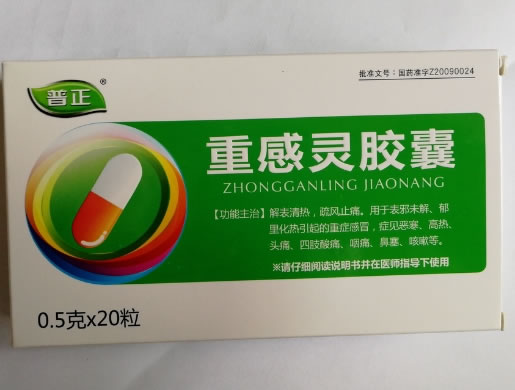 普正®
批准文号：国药准字Z20090024
重感灵胶囊
ZHONGGANLING JIAONANG
【功能主治】解表清热，疏风止痛。用于表邪未解、郁
里化热引起的重症感冒，症见恶寒、高热、
头痛、四肢酸痛、咽痛、鼻塞、咳嗽等。
※请仔细阅读说明书并在医师指导下使用
0.5克x20粒